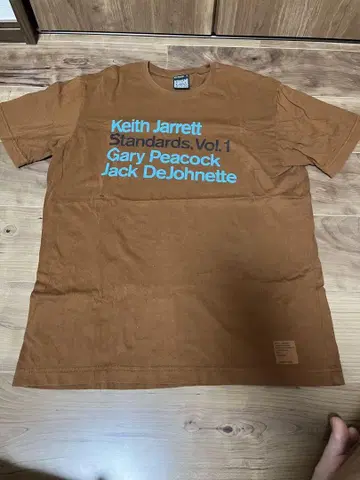 Keith Jarrett
Standards, Vol. 1
Gary Peacock
Jack DeJohnette